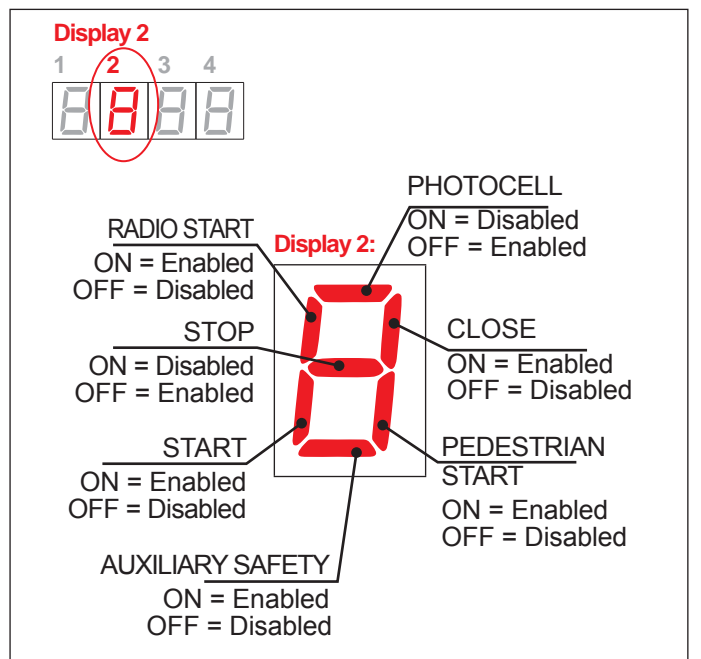 Display 2
1 2 3 4
PHOTOCELL
ON = Disabled
OFF = Enabled
RADIO START
ON = Enabled
OFF = Disabled
Display 2:
STOP
ON = Disabled
OFF = Enabled
CLOSE
ON = Enabled
OFF = Disabled
START
ON = Enabled
OFF = Disabled
PEDESTRIAN
START
ON = Enabled
OFF = Disabled
AUXILIARY SAFETY
ON = Enabled
OFF = Disabled